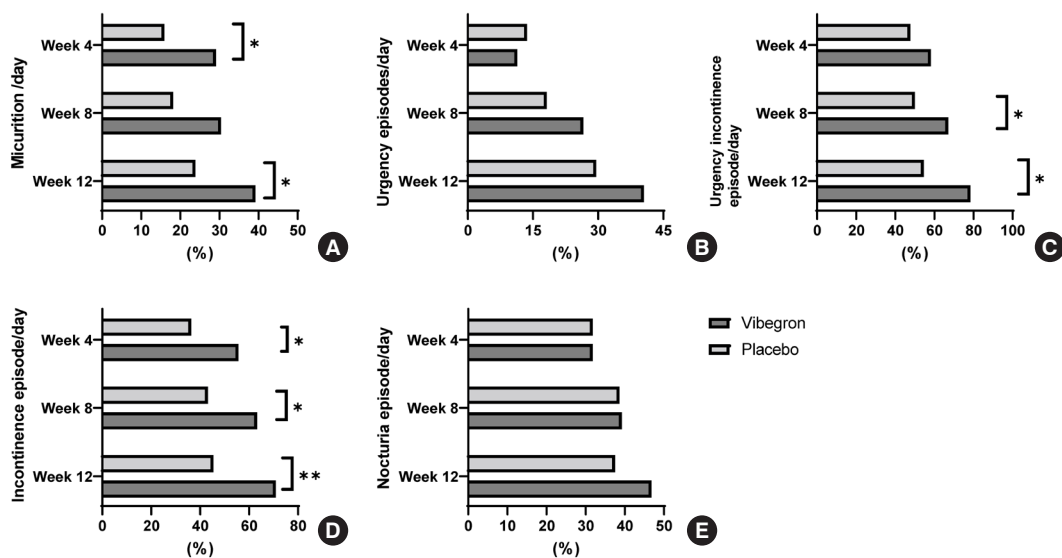 Micurition /day
Week 4
*
Week 8
Week 12
*
0 10 20 30 40 50
(%)
A
Urgency episodes/day
Week 4
Week 8
Week 12
0 15 30 45
(%)
B
Urgency incontinence
episode/day
Week 4
Week 8
*
Week 12
*
0 20 40 60 80 100
(%)
C
Incontinence episode/day
Week 4
*
Week 8
*
Week 12
**
0 20 40 60 80
(%)
D
Nocturia episode/day
Week 4
Week 8
Week 12
0 10 20 30 40 50
(%)
E
Vibegron
Placebo